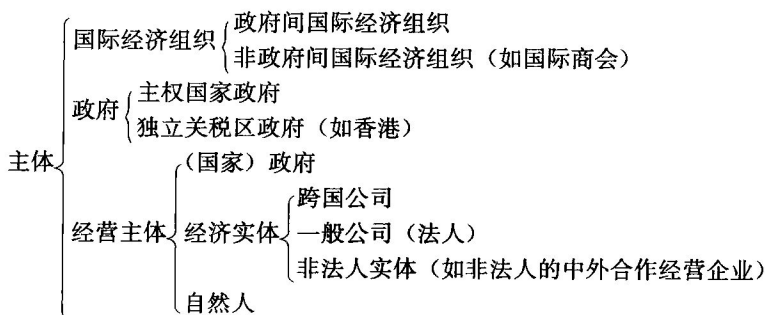 政府间国际经济组织
国际经济组织
非政府间国际经济组织（如国际商会）
主权国家政府
政府
独立关税区政府（如香港）
主体
（国家）政府
跨国公司
经营主体
经济实体
一般公司（法人）
非法人实体（如非法人的中外合作经营企业）
自然人